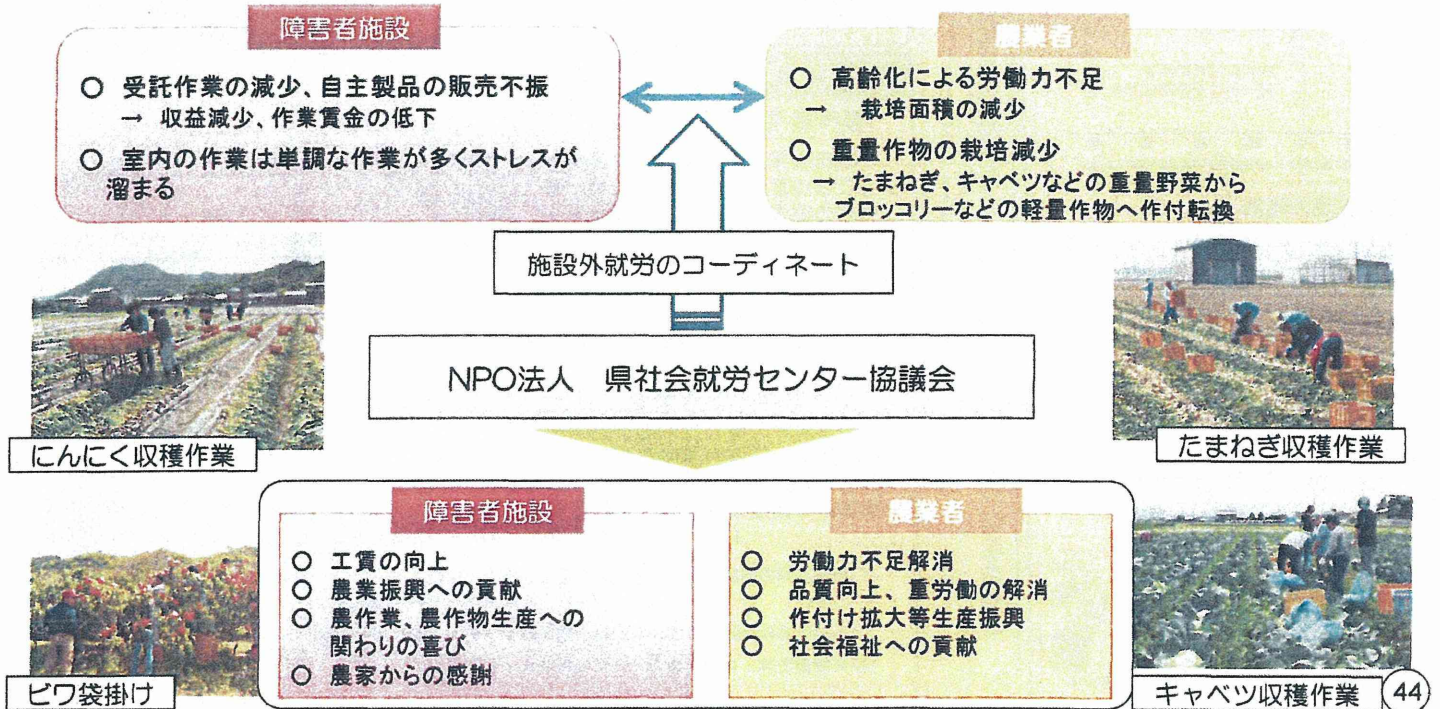 障害者施設
○ 受託作業の減少、自主製品の販売不振
→ 収益減少、作業賃金の低下
○ 室内の作業は単調な作業が多くストレスが
溜まる
農業者
○ 高齢化による労働力不足
→ 栽培面積の減少
○ 重量作物の栽培減少
→ たまねぎ、キャベツなどの重量野菜から
ブロッコリーなどの軽量作物へ作付転換
施設外就労のコーディネート
NPO法人 県社会就労センター協議会
にんにく収穫作業
たまねぎ収穫作業
障害者施設
○ 工賃の向上
○ 農業振興への貢献
○ 農作業、農作物生産への
関わりの喜び
○ 農家からの感謝
農業者
○ 労働力不足解消
○ 品質向上、重労働の解消
○ 作付け拡大等生産振興
○ 社会福祉への貢献
ビワ袋掛け
キャベツ収穫作業
44